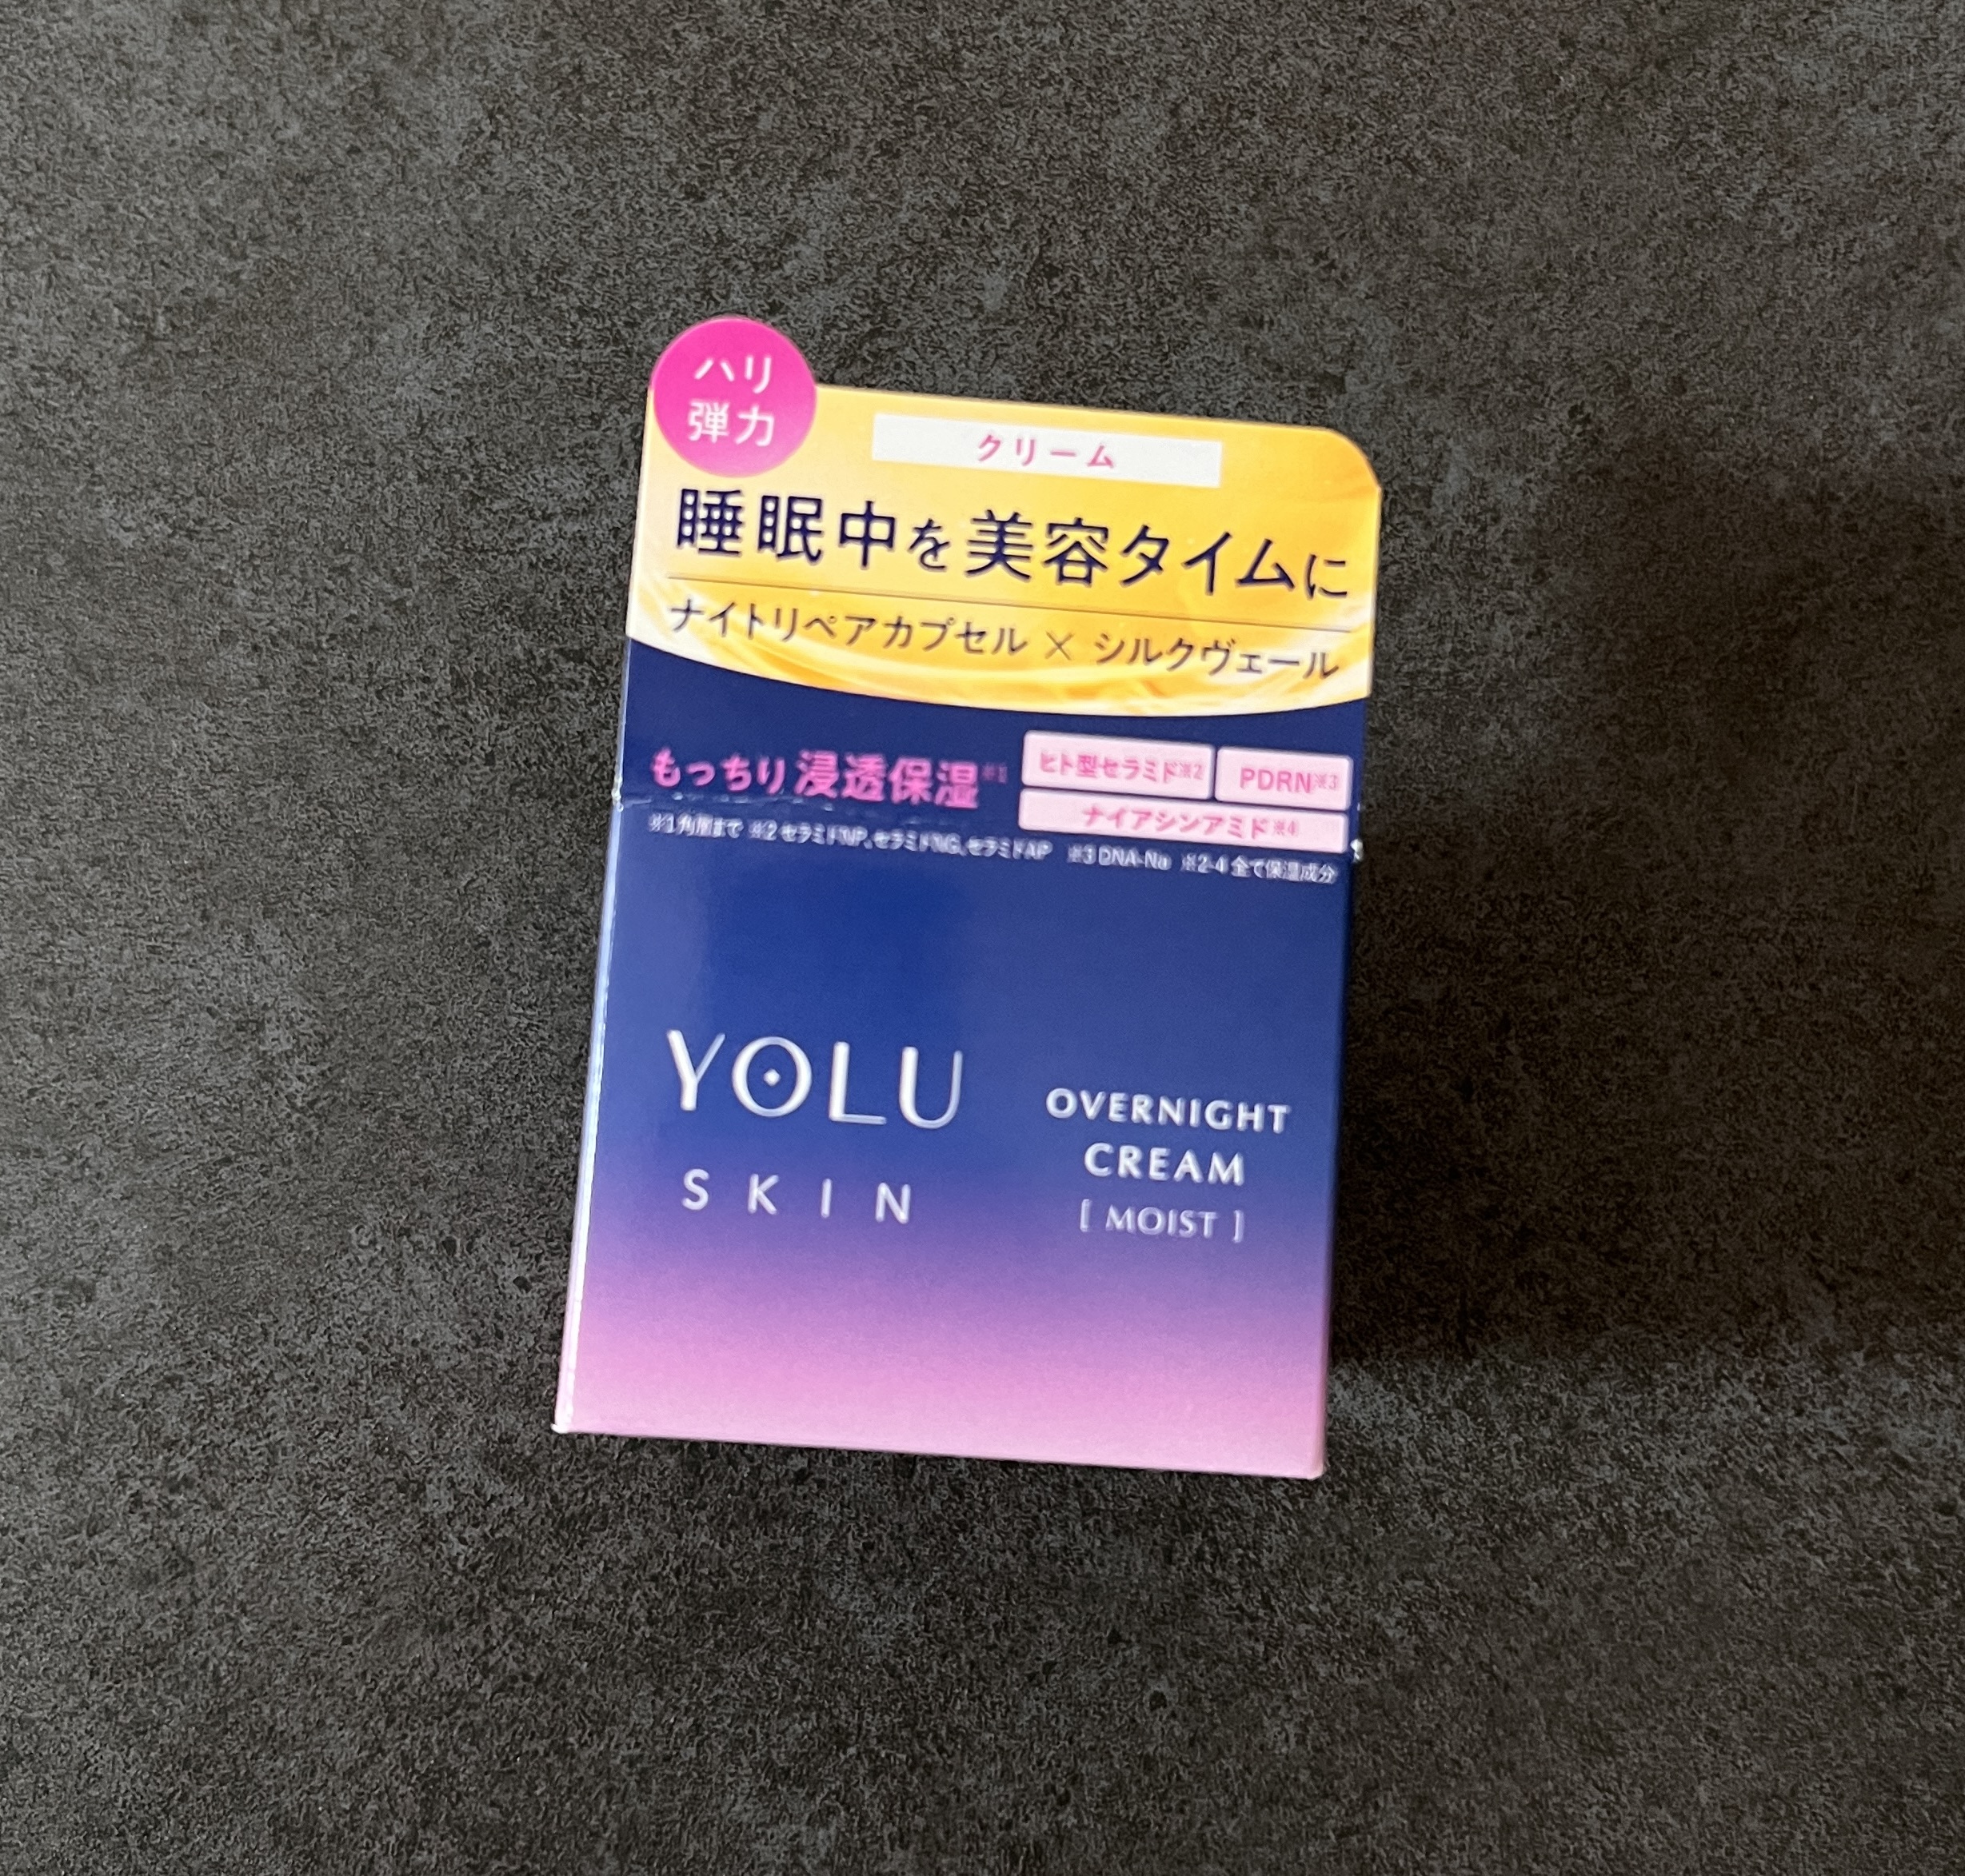 ハリ
弾力
クリーム
睡眠中を美容タイムに
ナイトリペアカプセル × シルクヴェール
もっちり浸透保湿※1
ヒト型セラミド※2
PDRN※3
ナイアシンアミド※4
※1 角層まで ※2 セラミドNP、セラミドNG、セラミドAP ※3 DNA-Na ※2-4 全て保湿成分
YOLU
SKIN
OVERNIGHT
CREAM
[ MOIST ]